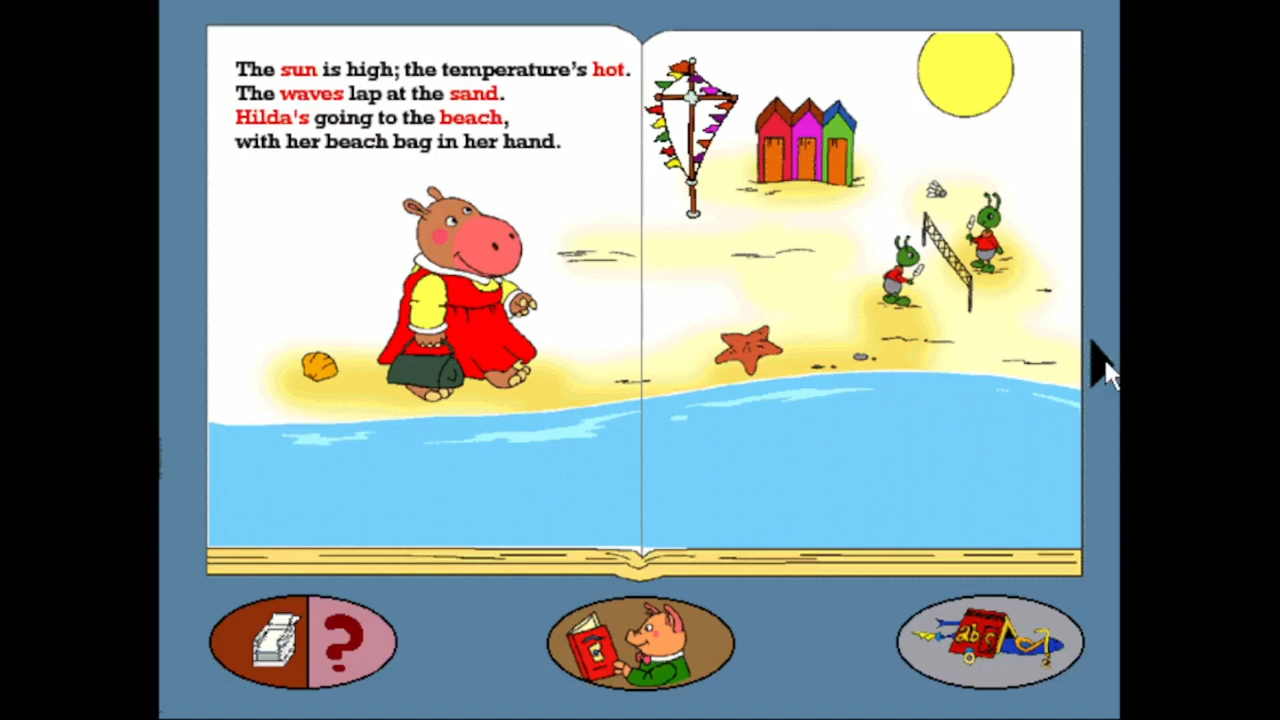 The sun is high; the temperature's hot.
The waves lap at the sand.
Hilda's going to the beach,
with her beach bag in her hand.
?
abc